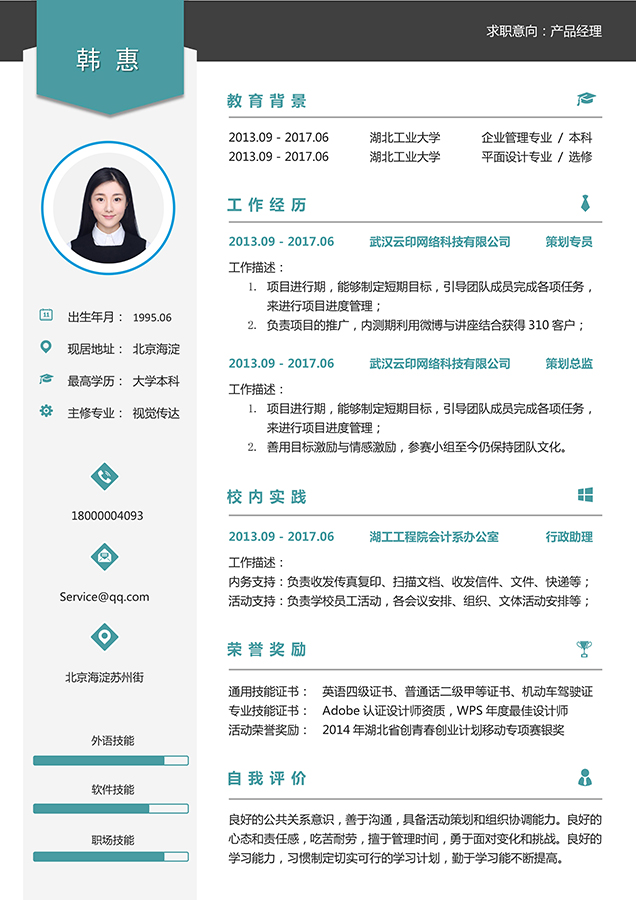 求职意向：产品经理
韩 惠
出生年月： 1995.06
现居地址： 北京海淀
最高学历： 大学本科
主修专业： 视觉传达
18000004093
Service@qq.com
北京海淀苏州街
外语技能
软件技能
职场技能
教育背景
2013.09 - 2017.06 湖北工业大学 企业管理专业 / 本科
2013.09 - 2017.06 湖北工业大学 平面设计专业 / 选修
工作经历
2013.09 - 2017.06 武汉云印网络科技有限公司 策划专员
工作描述：
1. 项目进行期，能够制定短期目标，引导团队成员完成各项任务，
来进行项目进度管理；
2. 负责项目的推广，内测期利用微博与讲座结合获得 310 客户；
2013.09 - 2017.06 武汉云印网络科技有限公司 策划总监
工作描述：
1. 项目进行期，能够制定短期目标，引导团队成员完成各项任务，
来进行项目进度管理；
2. 善用目标激励与情感激励，参赛小组至今仍保持团队文化。
校内实践
2013.09 - 2017.06 湖工工程院会计系办公室 行政助理
工作描述：
内务支持：负责收发传真复印、扫描文档、收发信件、文件、快递等；
活动支持：负责学校员工活动，各会议安排、组织、文体活动安排等；
荣誉奖励
通用技能证书： 英语四级证书、普通话二级甲等证书、机动车驾驶证
专业技能证书： Adobe 认证设计师资质，WPS 年度最佳设计师
活动荣誉奖励： 2014 年湖北省创青春创业计划移动专项赛银奖
自我评价
良好的公共关系意识，善于沟通，具备活动策划和组织协调能力。良好的
心态和责任感，吃苦耐劳，擅于管理时间，勇于面对变化和挑战。良好的
学习能力，习惯制定切实可行的学习计划，勤于学习能不断提高。